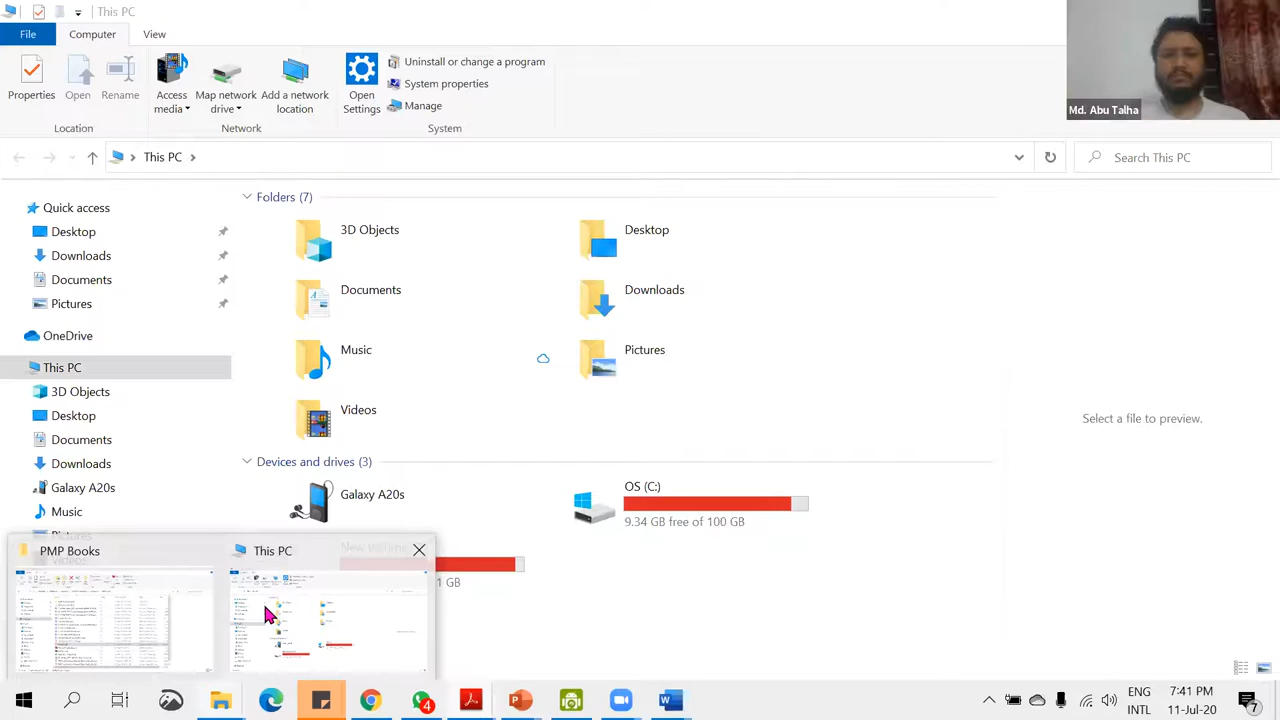 This PC
File
Computer
View
Properties
Open
Rename
Access media
Map network drive
Add a network location
Open Settings
Uninstall or change a program
System properties
Manage
Location
Network
System
This PC
Search This PC
Md. Abu Talha
Quick access
Desktop
Downloads
Documents
Pictures
OneDrive
This PC
3D Objects
Desktop
Documents
Downloads
Galaxy A20s
Music
Pictures
Videos
Folders (7)
3D Objects
Desktop
Documents
Downloads
Music
Pictures
Videos
Devices and drives (3)
Galaxy A20s
OS (C:)
9.34 GB free of 100 GB
New Volume
1 GB
Select a file to preview.
PMP Books
This PC
4
ENG
INTL
7:41 PM
11-Jul-20
7